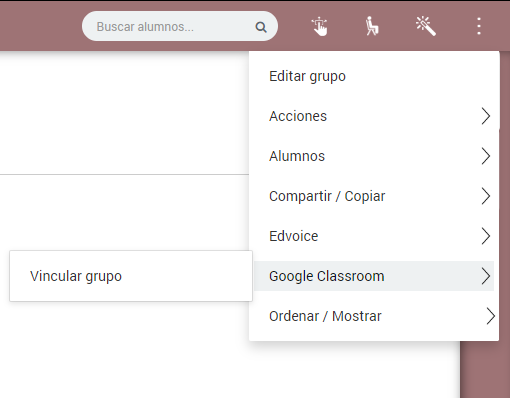 Buscar alumnos...
Editar grupo
Acciones
Alumnos
Compartir / Copiar
Edvoice
Vincular grupo
Google Classroom
Ordenar / Mostrar